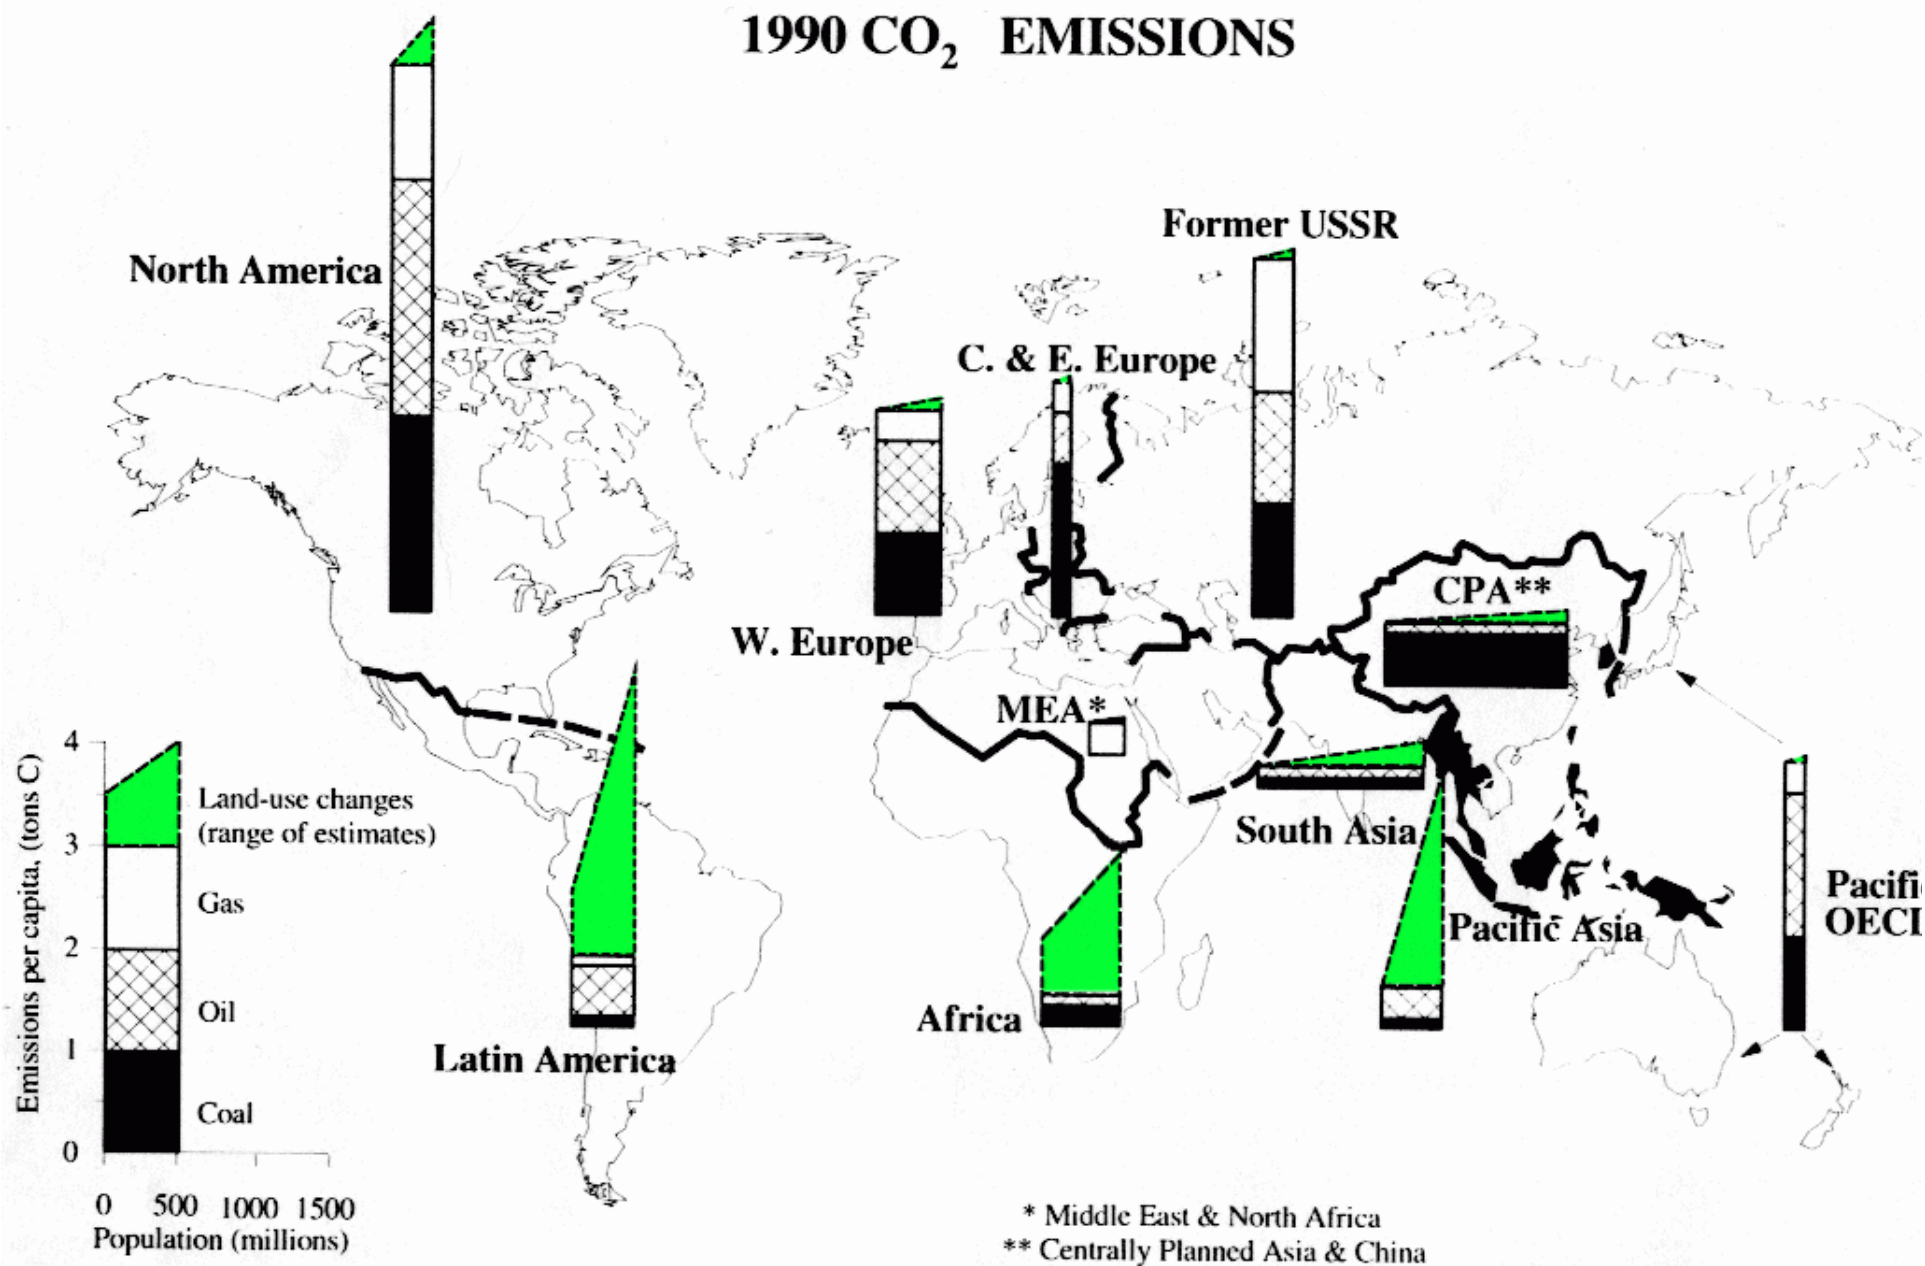 1990 CO₂ EMISSIONS
Former USSR
North America
C. & E. Europe
CPA**
W. Europe
MEA*
South Asia
Pacific Asia
Africa
Latin America
Emissions per capita, (tons C)
4
3
2
1
0
Land-use changes
(range of estimates)
Gas
Oil
Coal
0 500 1000 1500
Population (millions)
* Middle East & North Africa
** Centrally Planned Asia & China